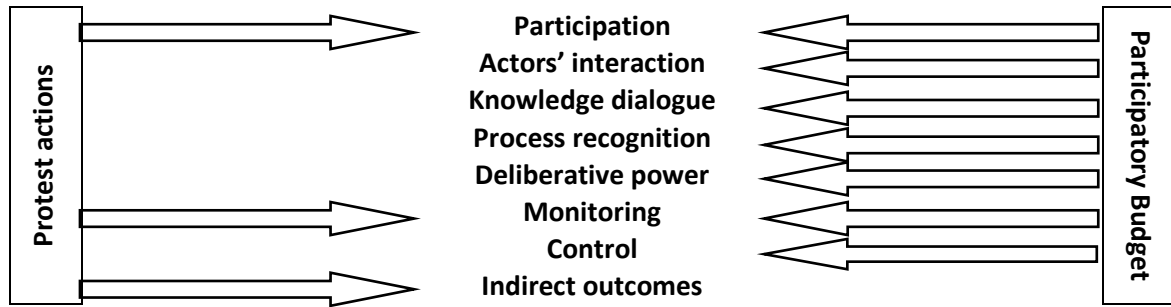 Protest actions
Participation
Actors’ interaction
Knowledge dialogue
Process recognition
Deliberative power
Monitoring
Control
Indirect outcomes
Participatory Budget